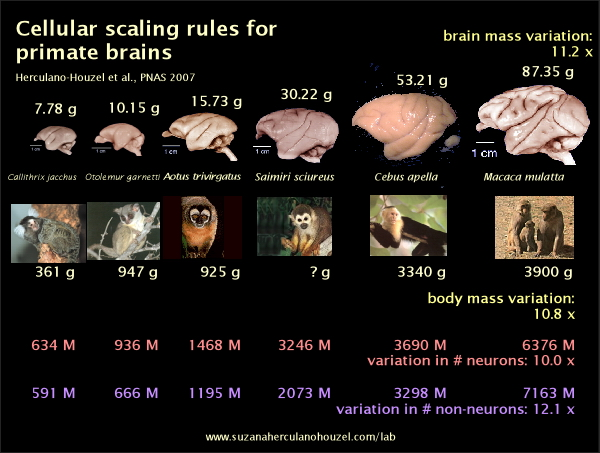 Cellular scaling rules for
primate brains
Herculano-Houzel et al., PNAS 2007
brain mass variation:
11.2 x
7.78 g 10.15 g 15.73 g 30.22 g 53.21 g 87.35 g
1 cm 1 cm 1 cm 1 cm 1 cm
Callithrix jacchus Otolemur garnetti Aotus trivirgatus Saimiri sciureus Cebus apella Macaca mulatta
361 g 947 g 925 g ? g 3340 g 3900 g
body mass variation:
10.8 x
634 M 936 M 1468 M 3246 M 3690 M 6376 M
variation in # neurons: 10.0 x
591 M 666 M 1195 M 2073 M 3298 M 7163 M
variation in # non-neurons: 12.1 x
www.suzanaherculanohouzel.com/lab